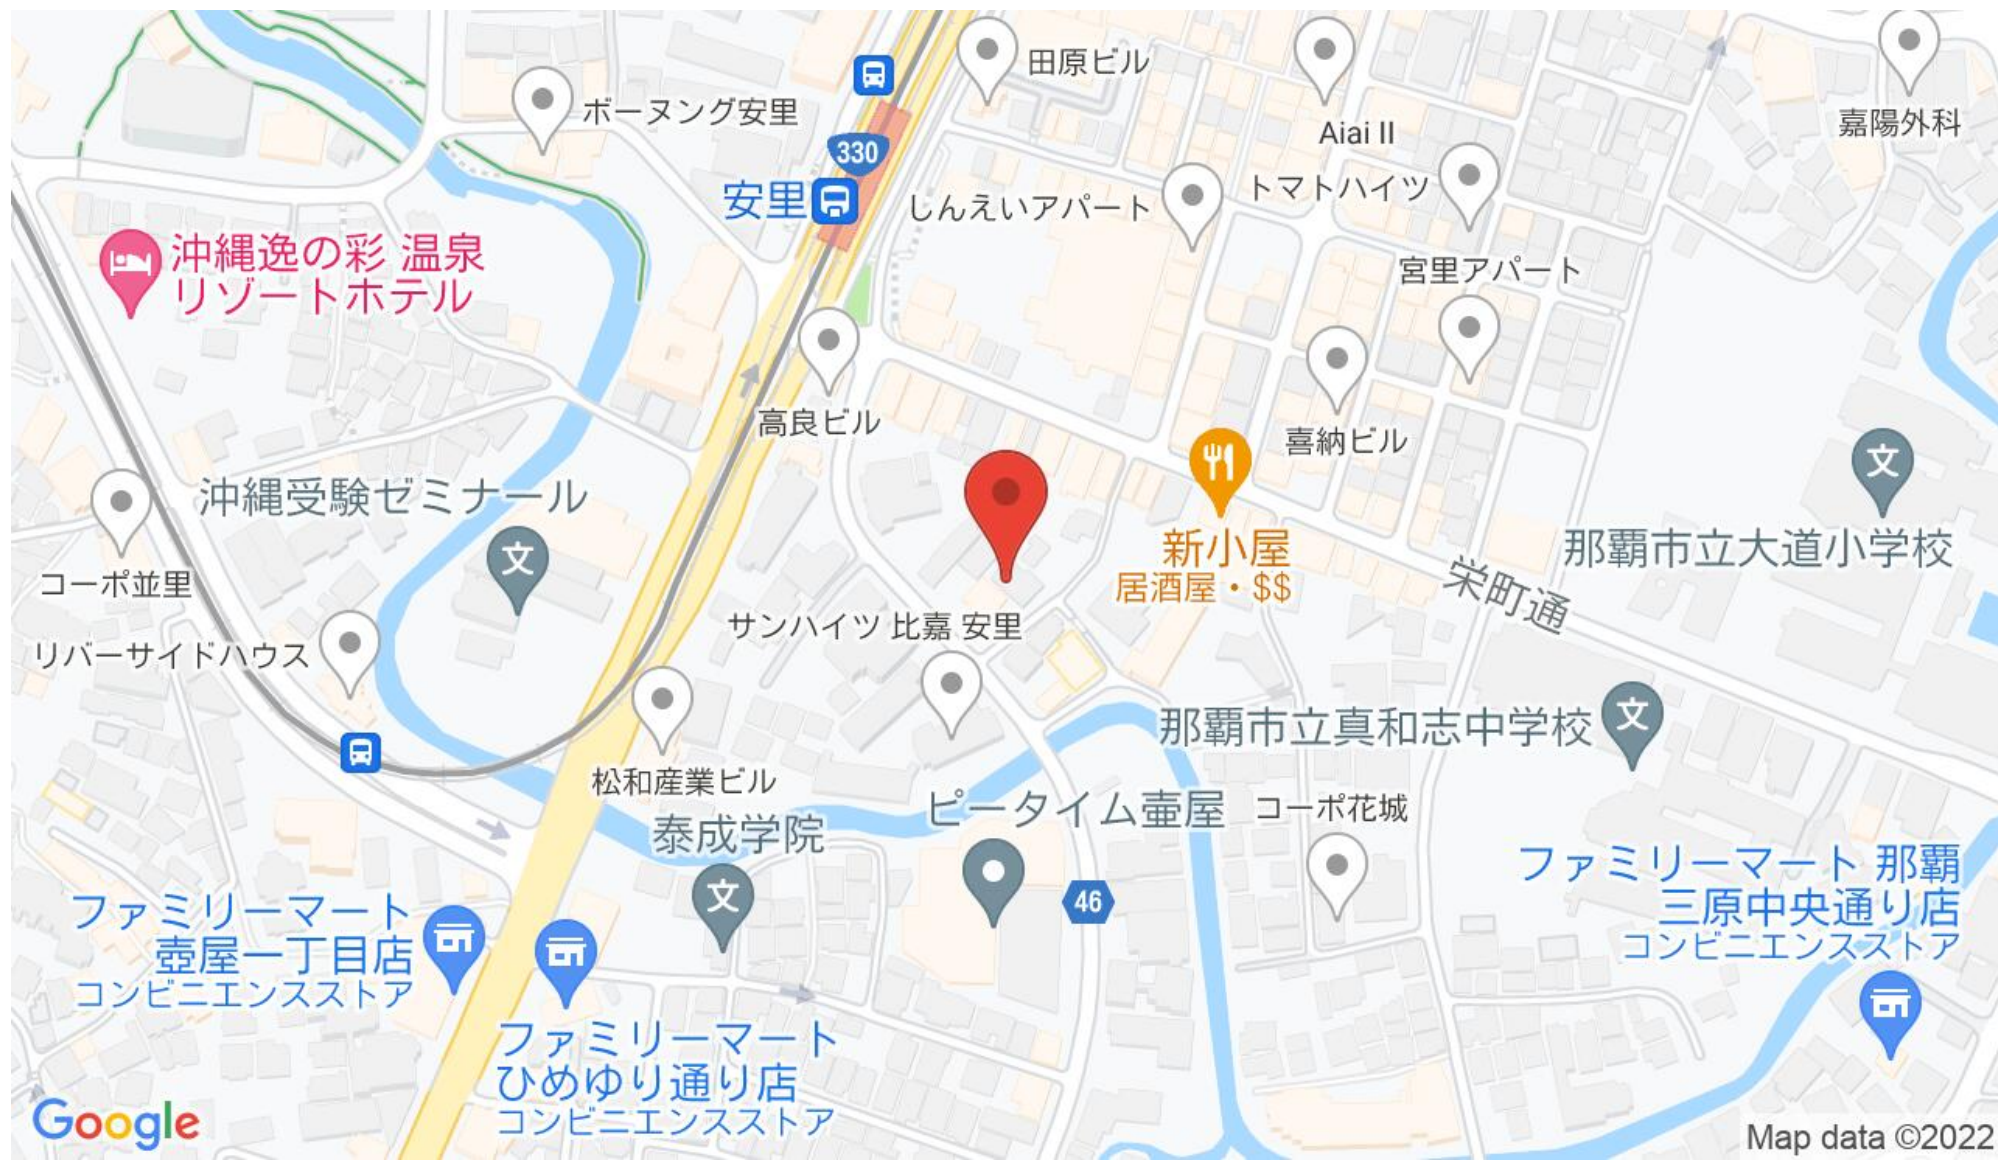 田原ビル
ボーヌング安里
Aiai II
嘉陽外科
330
安里
しんえいアパート
トマトハイツ
沖縄逸の彩 温泉
リゾートホテル
宮里アパート
高良ビル
喜納ビル
沖縄受験ゼミナール
文
文
新小屋
居酒屋・$$
那覇市立大道小学校
栄町通
コーポ並里
サンハイツ 比嘉 安里
リバーサイドハウス
那覇市立真和志中学校
文
松和産業ビル
ピータイム壷屋
コーポ花城
泰成学院
文
46
ファミリーマート 那覇
三原中央通り店
コンビニエンスストア
ファミリーマート
壺屋一丁目店
コンビニエンスストア
ファミリーマート
ひめゆり通り店
コンビニエンスストア
Google
Map data ©2022